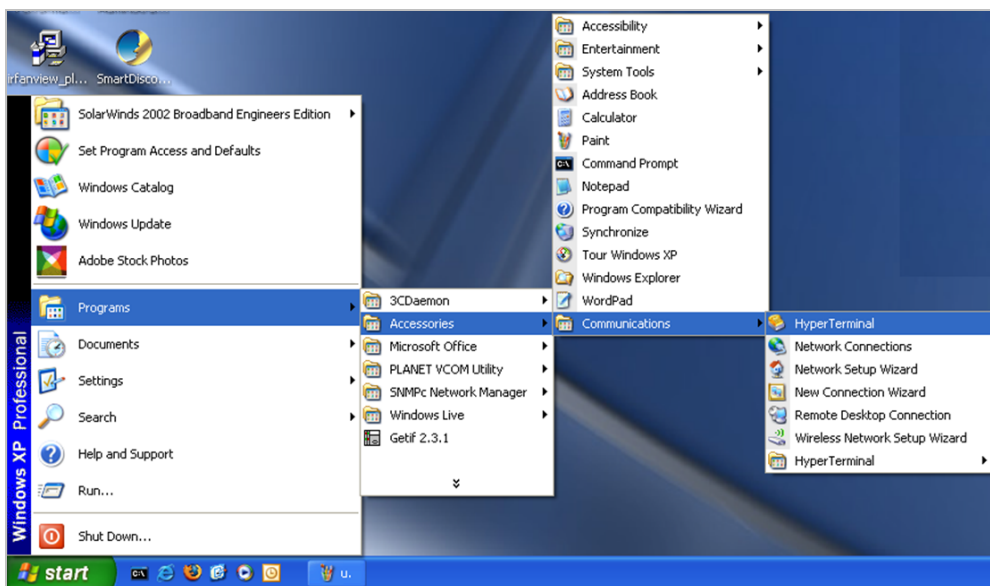 irfanview_pl...
SmartDisco...
SolarWinds 2002 Broadband Engineers Edition
Set Program Access and Defaults
Windows Catalog
Windows Update
Adobe Stock Photos
Programs
Documents
Settings
Search
Help and Support
Run...
Shut Down...
Windows XP Professional
3CDaemon
Accessories
Microsoft Office
PLANET VCOM Utility
SNMPc Network Manager
Windows Live
Getif 2.3.1
Accessibility
Entertainment
System Tools
Address Book
Calculator
Paint
Command Prompt
Notepad
Program Compatibility Wizard
Synchronize
Tour Windows XP
Windows Explorer
WordPad
Communications
HyperTerminal
Network Connections
Network Setup Wizard
New Connection Wizard
Remote Desktop Connection
Wireless Network Setup Wizard
HyperTerminal
start
u.